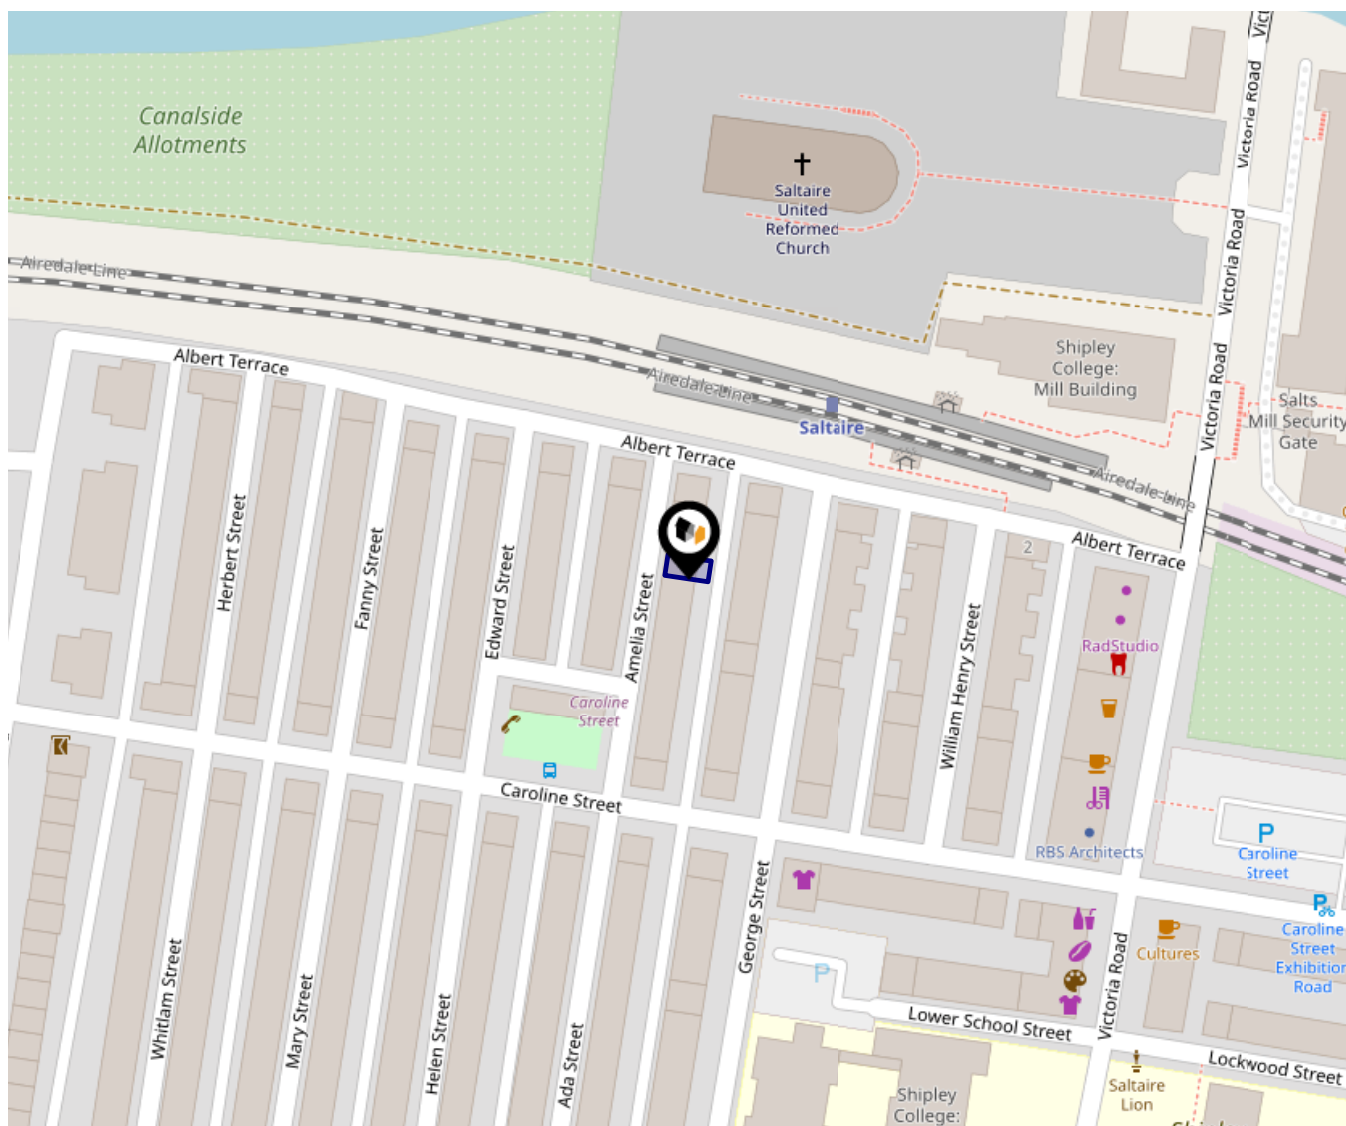 Vict
Victoria Road
Canalside
Allotments
Victoria Road
Saltaire
United
Reformed
Church
Victoria Road
Airedale Line
Albert Terrace
Airedale Line
Shipley
College:
Mill Building
Victoria Road
Salts
Mill Security
Gate
Saltaire
Albert Terrace
Airedale Line
Albert Terrace
2
Herbert Street
Fanny Street
Edward Street
Amelia Street
William Henry Street
RadStudio
Caroline
Street
Caroline Street
RBS Architects
P
Caroline
Street
George Street
Whitlam Street
Mary Street
Helen Street
Ada Street
P
Victoria Road
Cultures
P
Caroline
Street
Exhibition
Road
Lower School Street
Lockwood Street
Saltaire
Lion
Shipley
College: